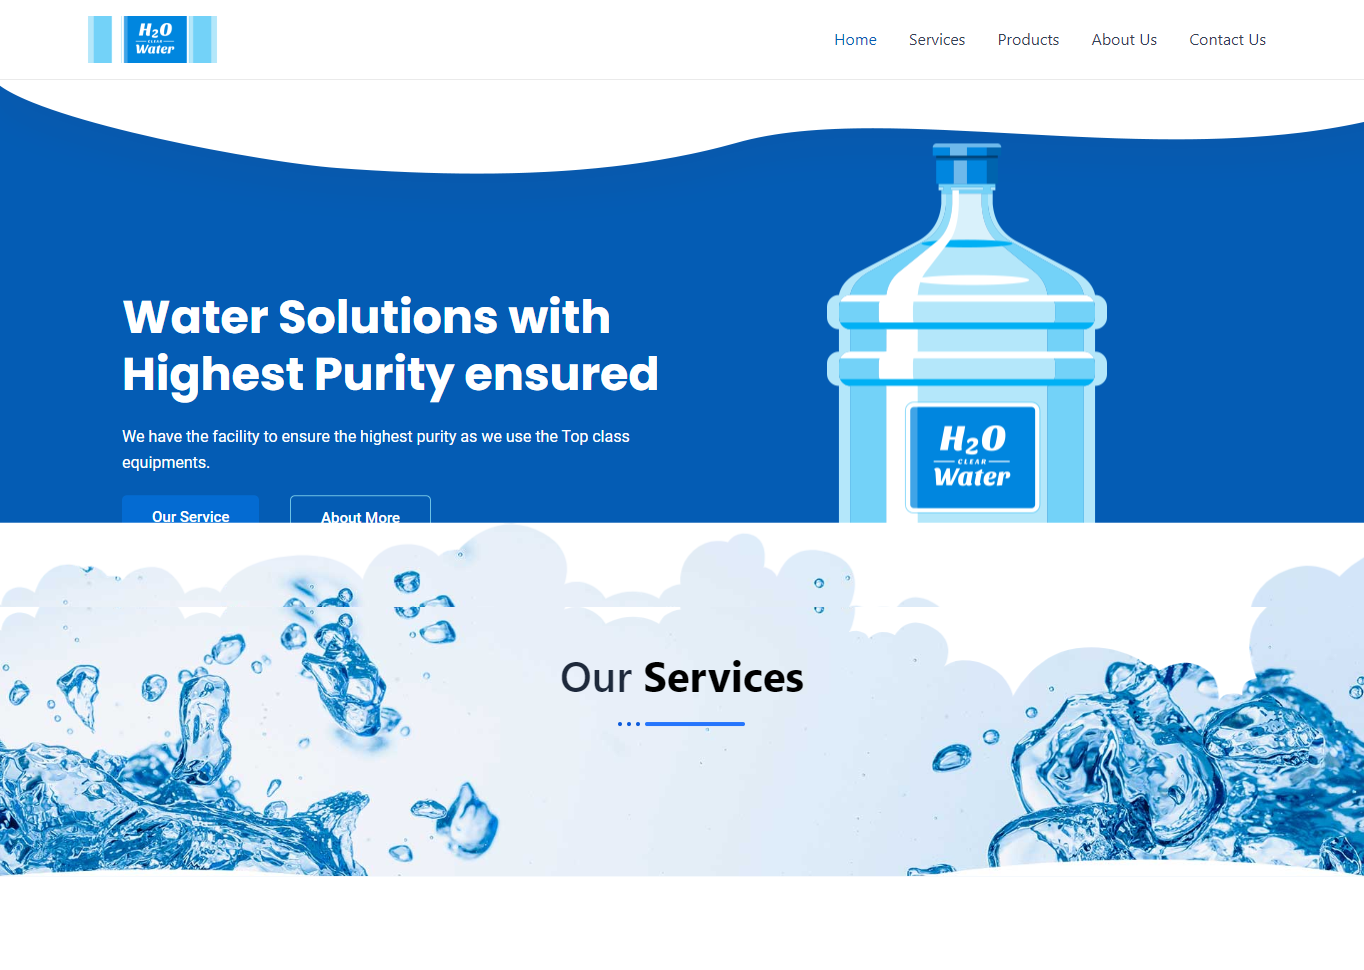 H2O
CLEAR
Water
Home Services Products About Us Contact Us
Water Solutions with
Highest Purity ensured
We have the facility to ensure the highest purity as we use the Top class
equipments.
Our Service About More
H2O
CLEAR
Water
Our Services